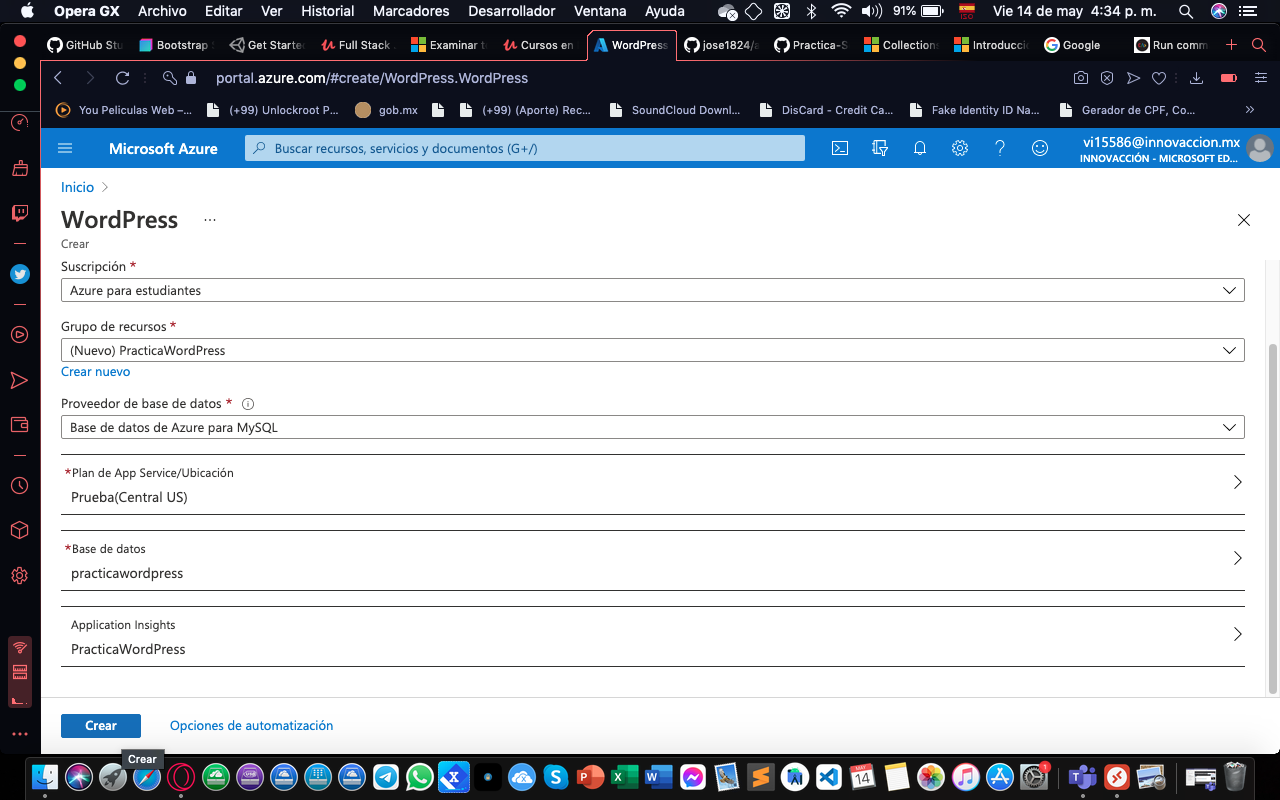 Opera GX Archivo Editar Ver Historial Marcadores Desarrollador Ventana Ayuda 91% ISO Vie 14 de may 4:34 p. m.
GitHub Stu Bootstrap Get Starte Full Stack Examinar t Cursos en WordPress jose1824/a Practica-S Collection Introducci Google Run comm
portal.azure.com/#create/WordPress.WordPress
You Peliculas Web –... (+99) Unlockroot P... gob.mx (+99) (Aporte) Rec... SoundCloud Downl... DisCard - Credit Ca... Fake Identity ID Na... Gerador de CPF, Co...
Microsoft Azure Buscar recursos, servicios y documentos (G+/) vi15586@innovaccion.mx
INNOVACCIÓN - MICROSOFT ED...
Inicio
WordPress ...
Crear
Suscripción *
Azure para estudiantes
Grupo de recursos *
(Nuevo) PracticaWordPress
Crear nuevo
Proveedor de base de datos *
Base de datos de Azure para MySQL
*Plan de App Service/Ubicación
Prueba(Central US)
*Base de datos
practicawordpress
Application Insights
PracticaWordPress
Crear Opciones de automatización
Crear
14
1